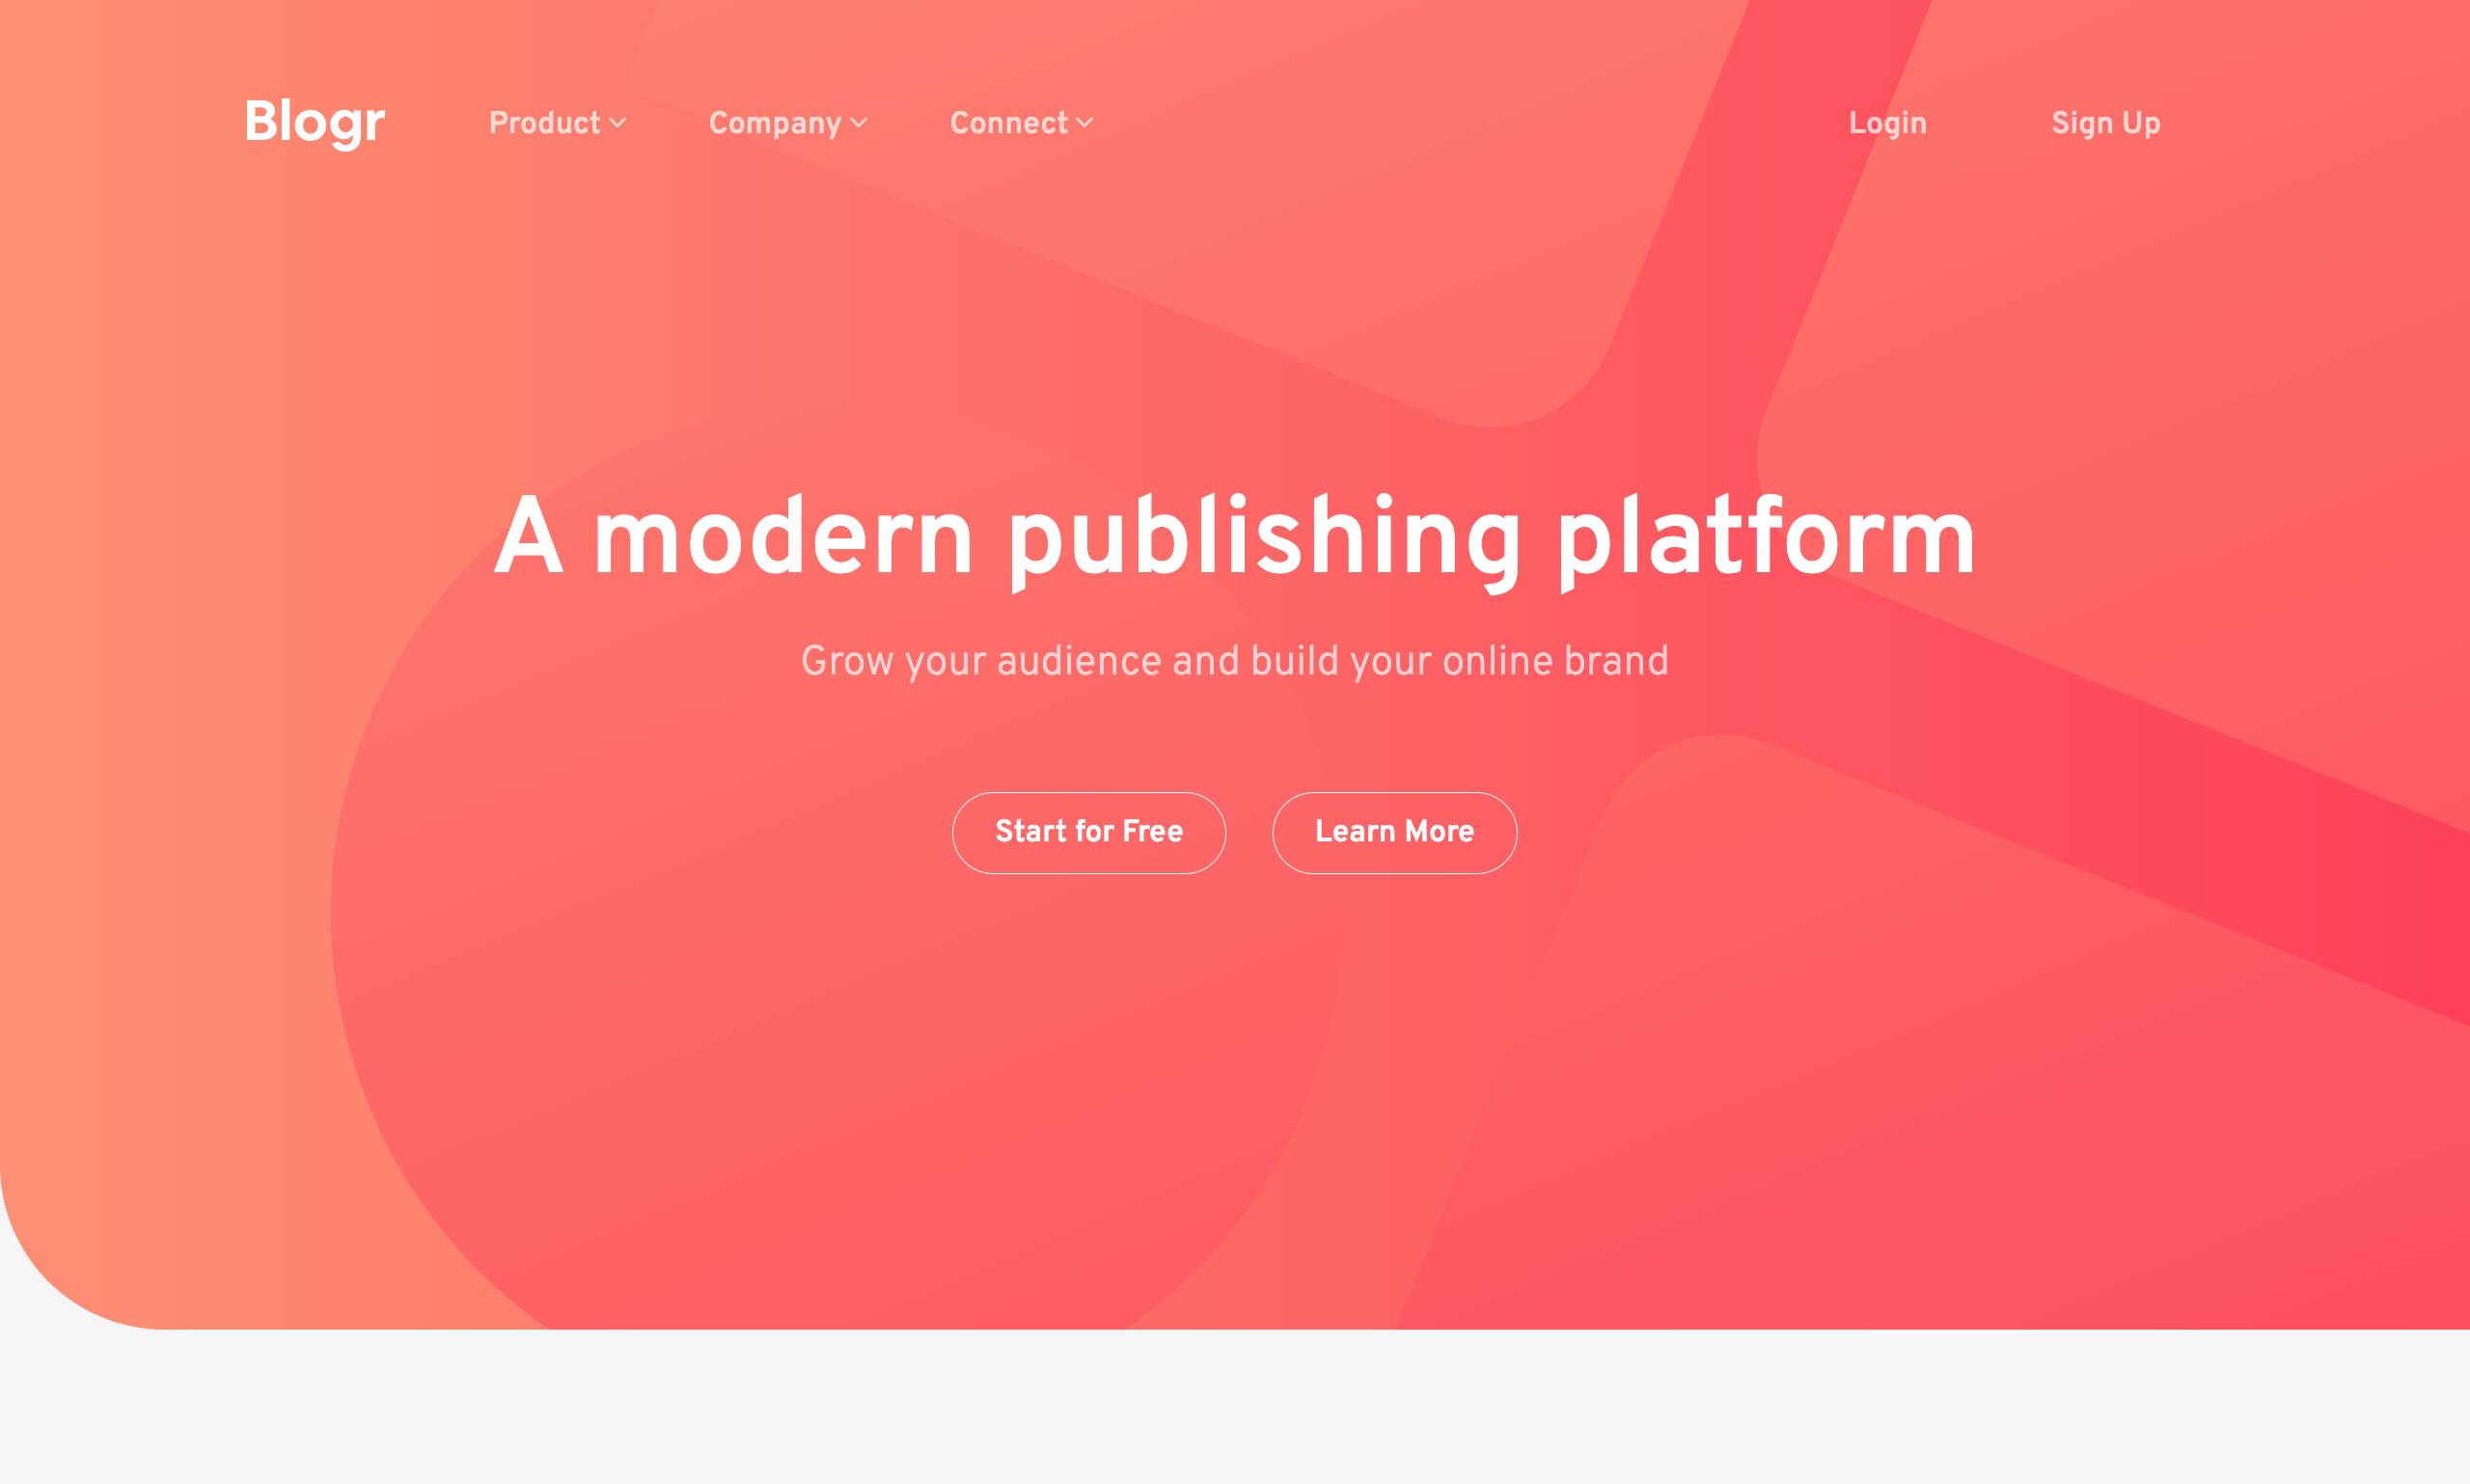 Blogr Product Company Connect Login Sign Up
A modern publishing platform
Grow your audience and build your online brand
Start for Free Learn More